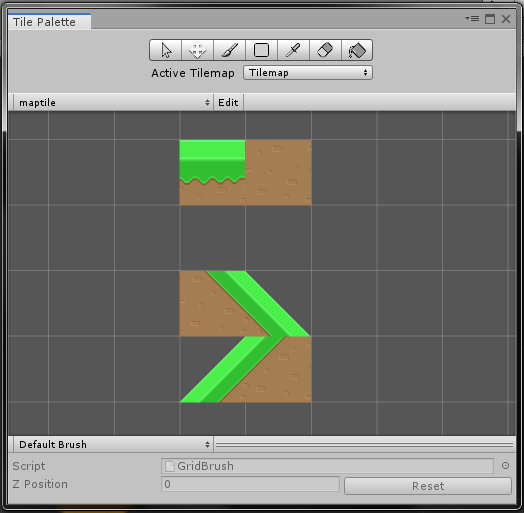 Tile Palette
Active Tilemap Tilemap
maptile Edit
Default Brush
Script GridBrush
Z Position 0 Reset